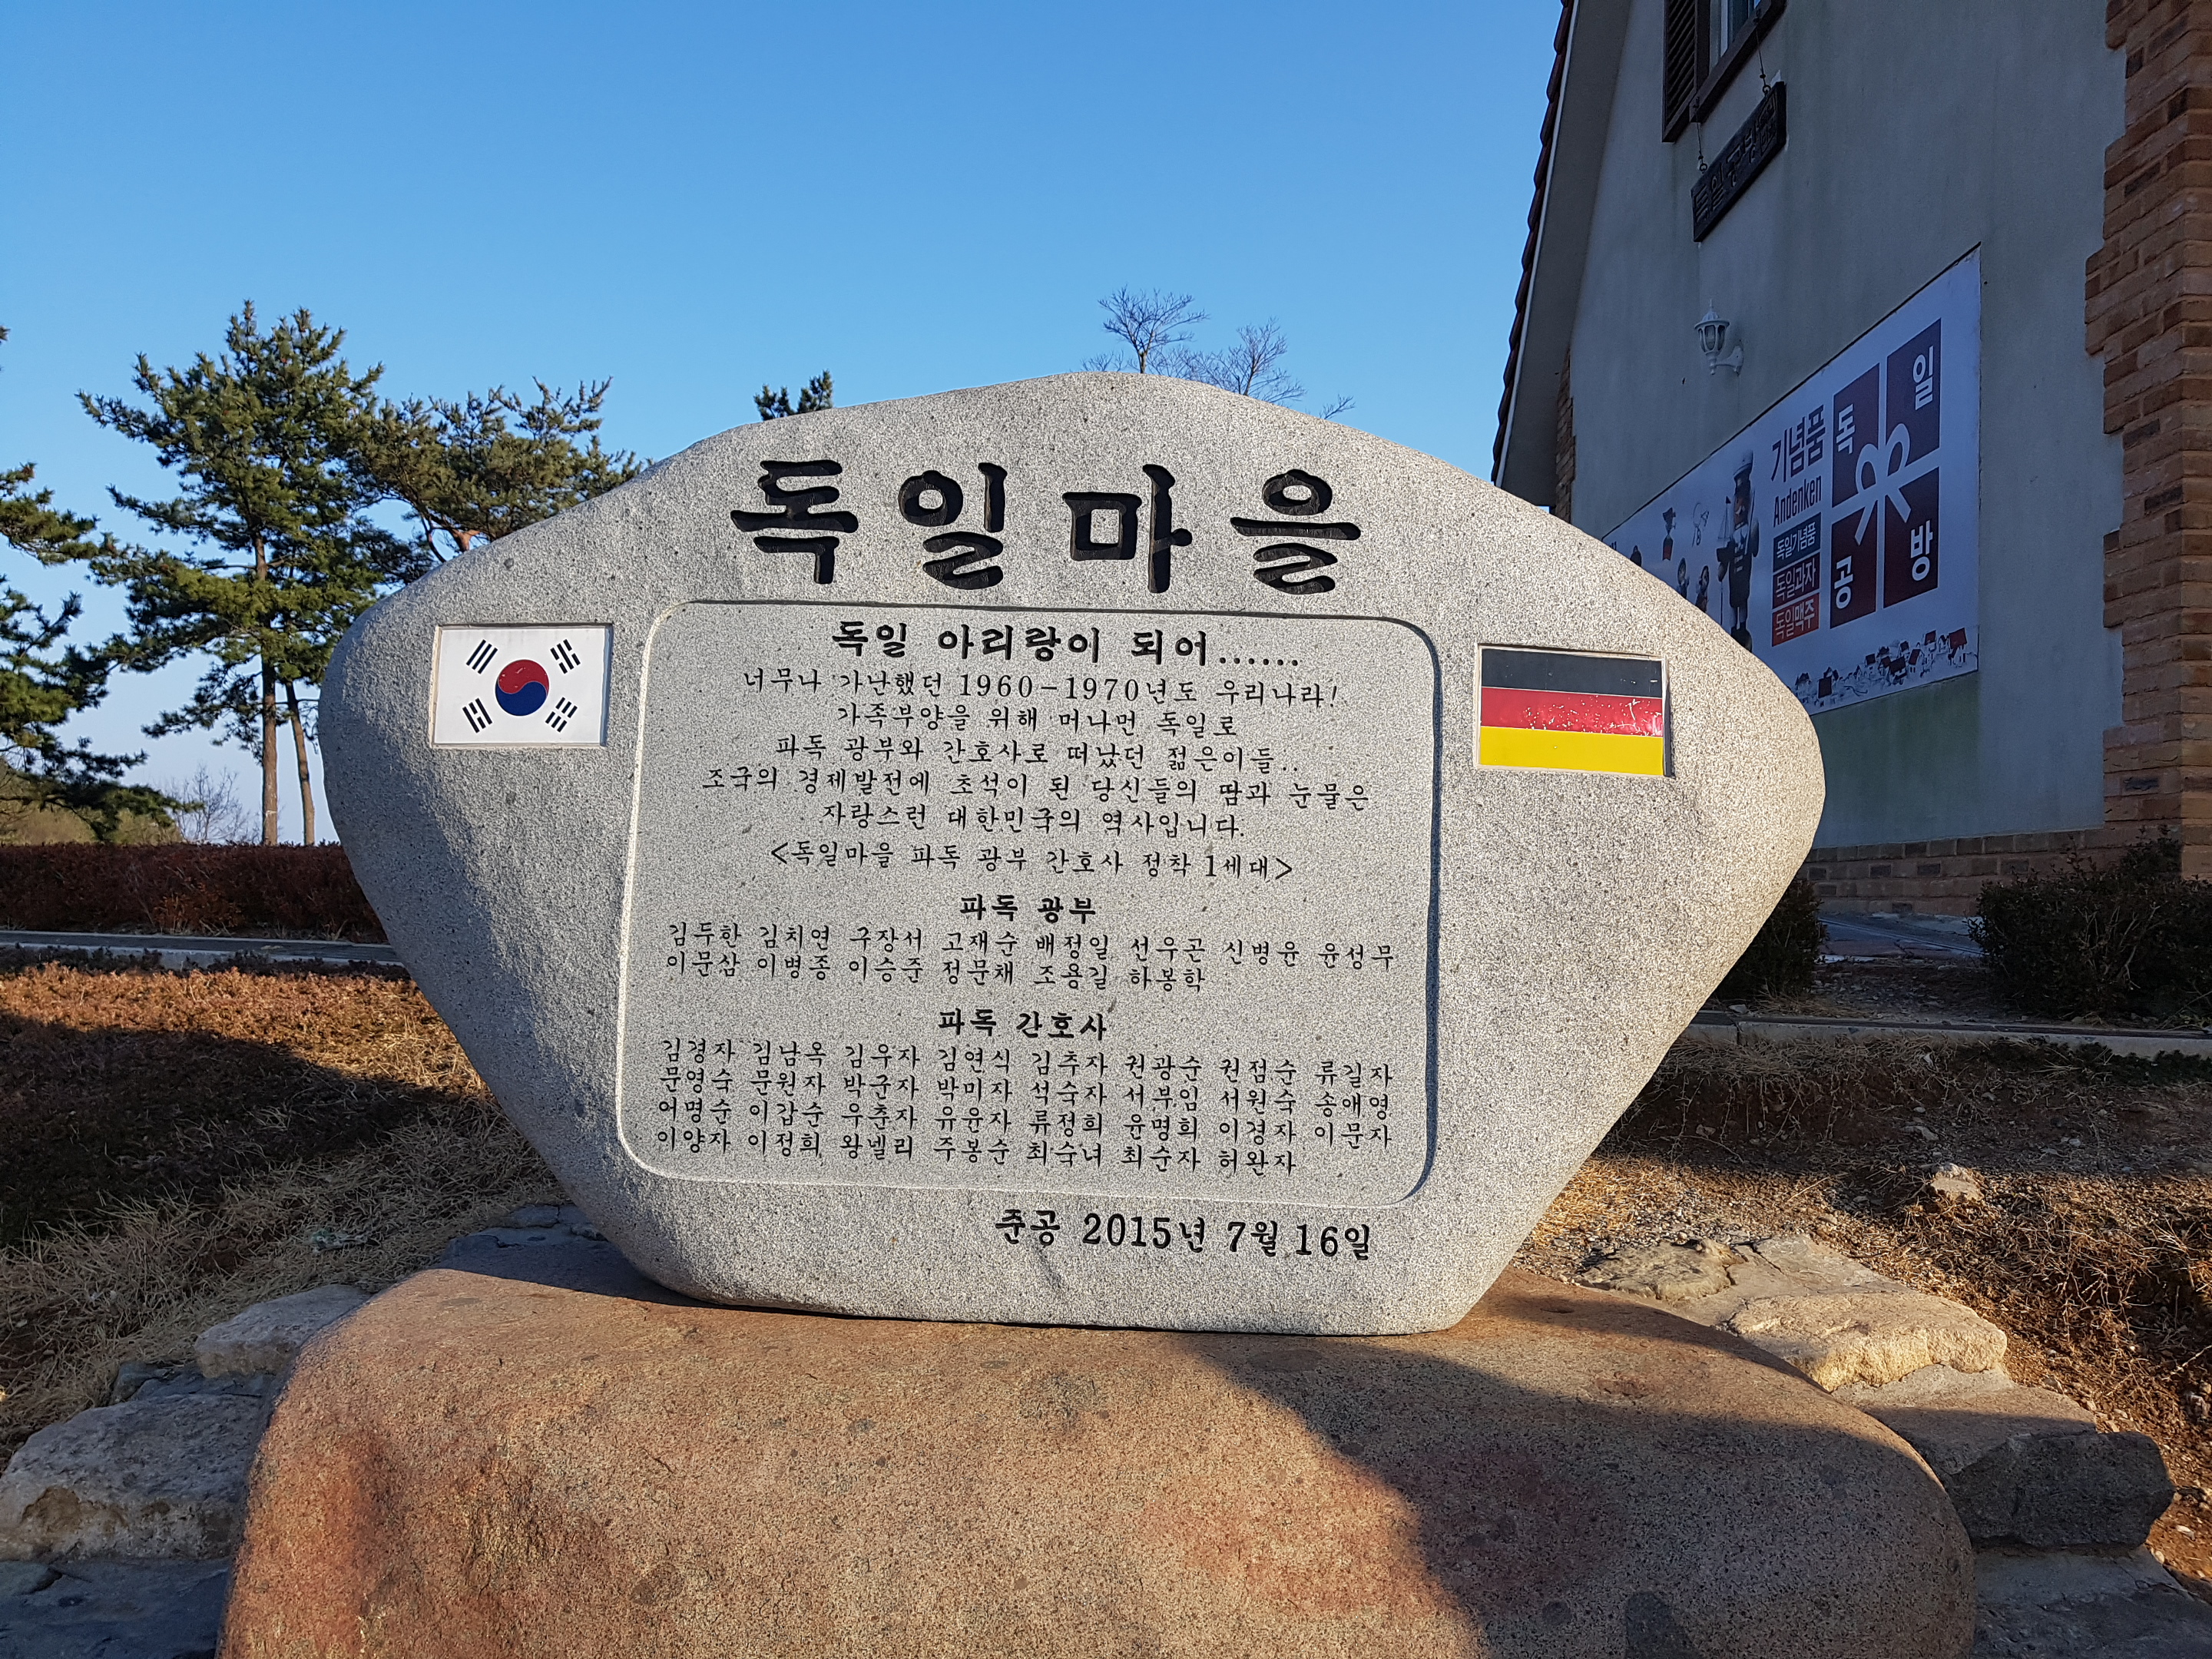 독일마을
독일 아리랑이 되어......
너무나 가난했던 1960-1970년도 우리나라!
가족부양을 위해 머나먼 독일로
파독 광부와 간호사로 떠났던 젊은이들..
조국의 경제발전에 초석이 된 당신들의 땀과 눈물은
자랑스런 대한민국의 역사입니다.
<독일마을 파독 광부 간호사 정착 1세대>
파독 광부
김두한 김치연 구장서 고재순 배정일 선우곤 신병윤 윤성무
이문삼 이병종 이승준 정문채 조용길 하봉학
파독 간호사
김경자 김남옥 김우자 김연식 김추자 권광순 권점순 류길자
문영숙 문원자 박군자 박미자 석숙자 서부임 서원숙 송애영
어명순 이갑순 우춘자 유윤자 류정희 윤명희 이경자 이문자
이양자 이정희 왕넬리 주봉순 최숙녀 최순자 허완자
준공 2015년 7월 16일
독일공방
기념품
Andenken
독일기념품
독일과자
독일맥주
독일
공방